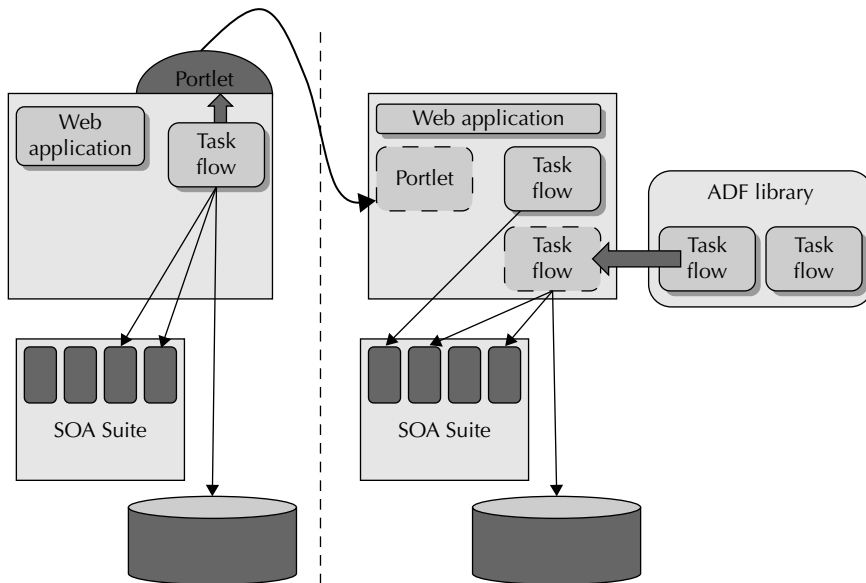 Portlet
Web
application
Task
flow
SOA Suite
Web application
Portlet
Task
flow
Task
flow
ADF library
Task
flow
Task
flow
SOA Suite